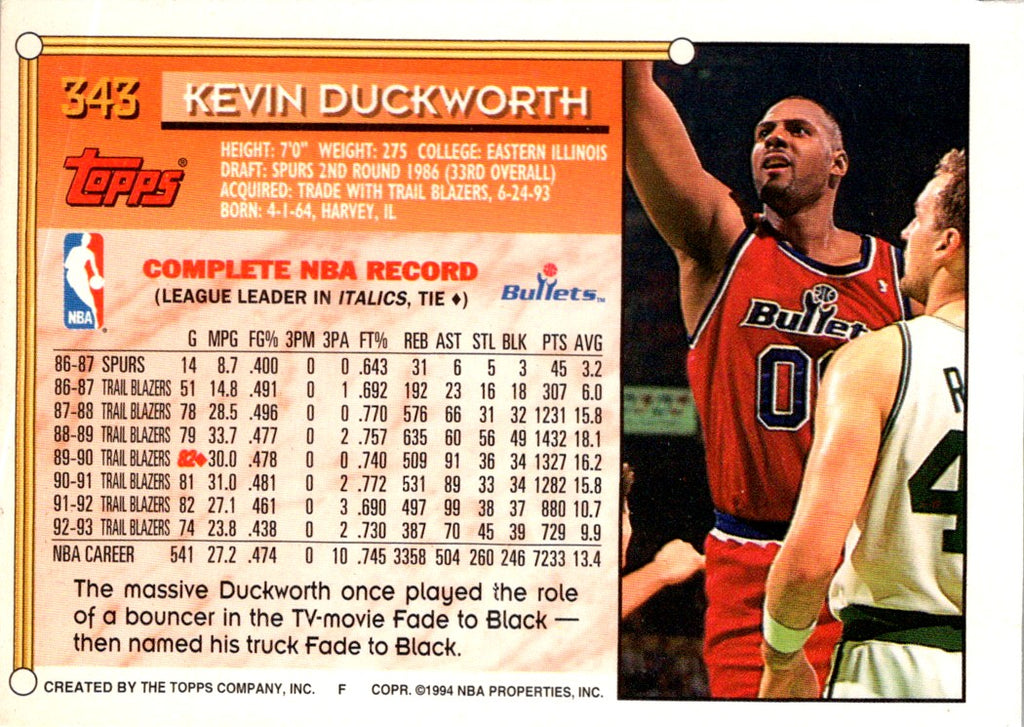 343 KEVIN DUCKWORTH
Topps®
HEIGHT: 7'0" WEIGHT: 275 COLLEGE: EASTERN ILLINOIS
DRAFT: SPURS 2ND ROUND 1986 (33RD OVERALL)
ACQUIRED: TRADE WITH TRAIL BLAZERS, 6-24-93
BORN: 4-1-64, HARVEY, IL
NBA
COMPLETE NBA RECORD
(LEAGUE LEADER IN ITALICS, TIE ♦)
Bullets™
G MPG FG% 3PM 3PA FT% REB AST STL BLK PTS AVG
86-87 SPURS 14 8.7 .400 0 0 .643 31 6 5 3 45 3.2
86-87 TRAIL BLAZERS 51 14.8 .491 0 1 .692 192 23 16 18 307 6.0
87-88 TRAIL BLAZERS 78 28.5 .496 0 0 .770 576 66 31 32 1231 15.8
88-89 TRAIL BLAZERS 79 33.7 .477 0 2 .757 635 60 56 49 1432 18.1
89-90 TRAIL BLAZERS 82♦ 30.0 .478 0 0 .740 509 91 36 34 1327 16.2
90-91 TRAIL BLAZERS 81 31.0 .481 0 2 .772 531 89 33 34 1282 15.8
91-92 TRAIL BLAZERS 82 27.1 .461 0 3 .690 497 99 38 37 880 10.7
92-93 TRAIL BLAZERS 74 23.8 .438 0 2 .730 387 70 45 39 729 9.9
NBA CAREER 541 27.2 .474 0 10 .745 3358 504 260 246 7233 13.4
The massive Duckworth once played the role
of a bouncer in the TV-movie Fade to Black —
then named his truck Fade to Black.
CREATED BY THE TOPPS COMPANY, INC. F COPR. ©1994 NBA PROPERTIES, INC.
Bullet
00
R
4